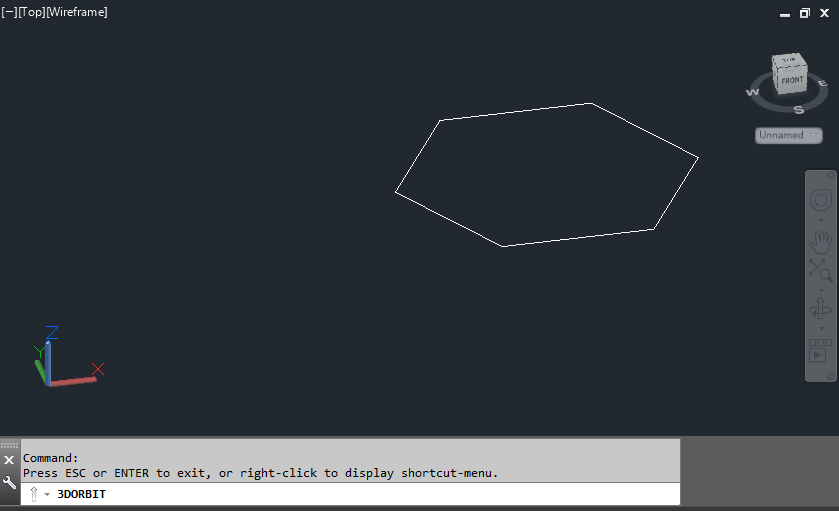 [−][Top][Wireframe]
TOP
FRONT
W
E
S
Unnamed
Z
Y
X
Command:
Press ESC or ENTER to exit, or right-click to display shortcut-menu.
3DORBIT